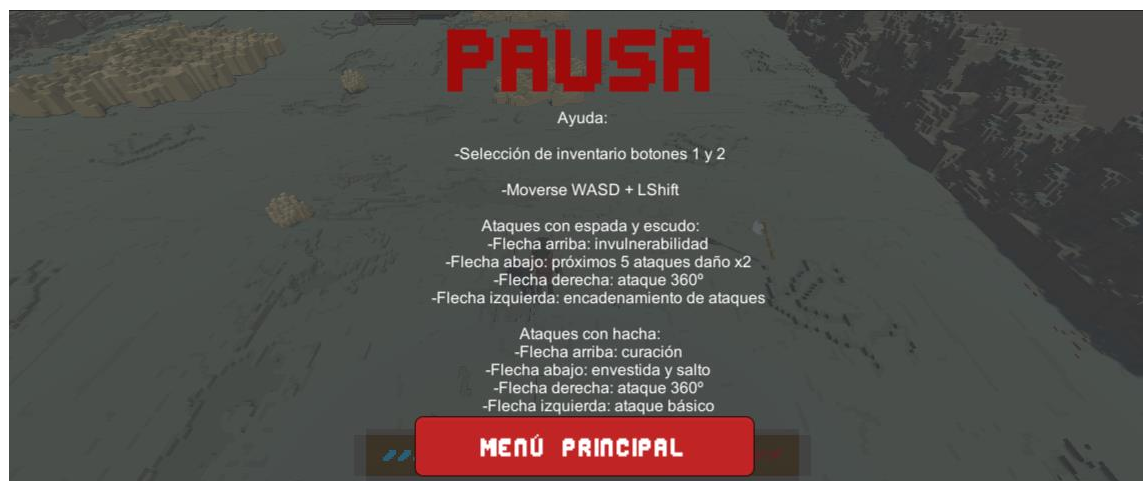 PAUSA
Ayuda:
-Selección de inventario botones 1 y 2
-Moverse WASD + LShift
Ataques con espada y escudo:
-Flecha arriba: invulnerabilidad
-Flecha abajo: próximos 5 ataques daño x2
-Flecha derecha: ataque 360º
-Flecha izquierda: encadenamiento de ataques
Ataques con hacha:
-Flecha arriba: curación
-Flecha abajo: envestida y salto
-Flecha derecha: ataque 360º
-Flecha izquierda: ataque básico
MENÚ PRINCIPAL